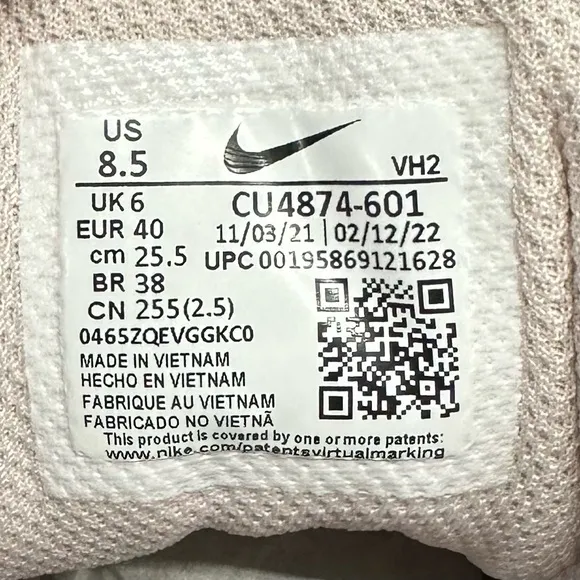 US
8.5
VH2
UK 6
CU4874-601
EUR 40
11/03/21 | 02/12/22
cm 25.5
UPC 00195869121628
BR 38
CN 255(2.5)
0465ZQEVGGKC0
MADE IN VIETNAM
HECHO EN VIETNAM
FABRIQUE AU VIETNAM
FABRICADO NO VIETNÃ
This product is covered by one or more patents:
www.nike.com/patentsvirtualmarking